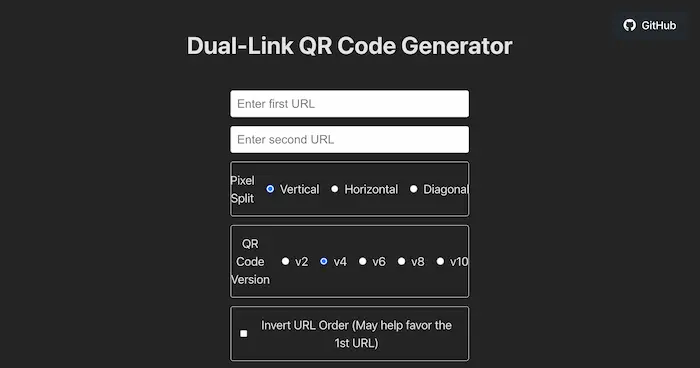 GitHub
Dual-Link QR Code Generator
Enter first URL
Enter second URL
Pixel
Split
Vertical
Horizontal
Diagonal
QR
Code
Version
v2
v4
v6
v8
v10
Invert URL Order (May help favor the
1st URL)